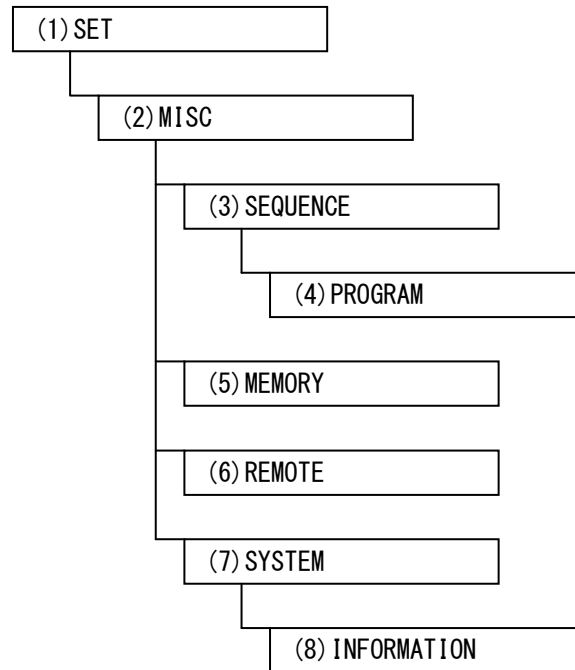 (1)SET
(2)MISC
(3)SEQUENCE
(4)PROGRAM
(5)MEMORY
(6)REMOTE
(7)SYSTEM
(8)INFORMATION